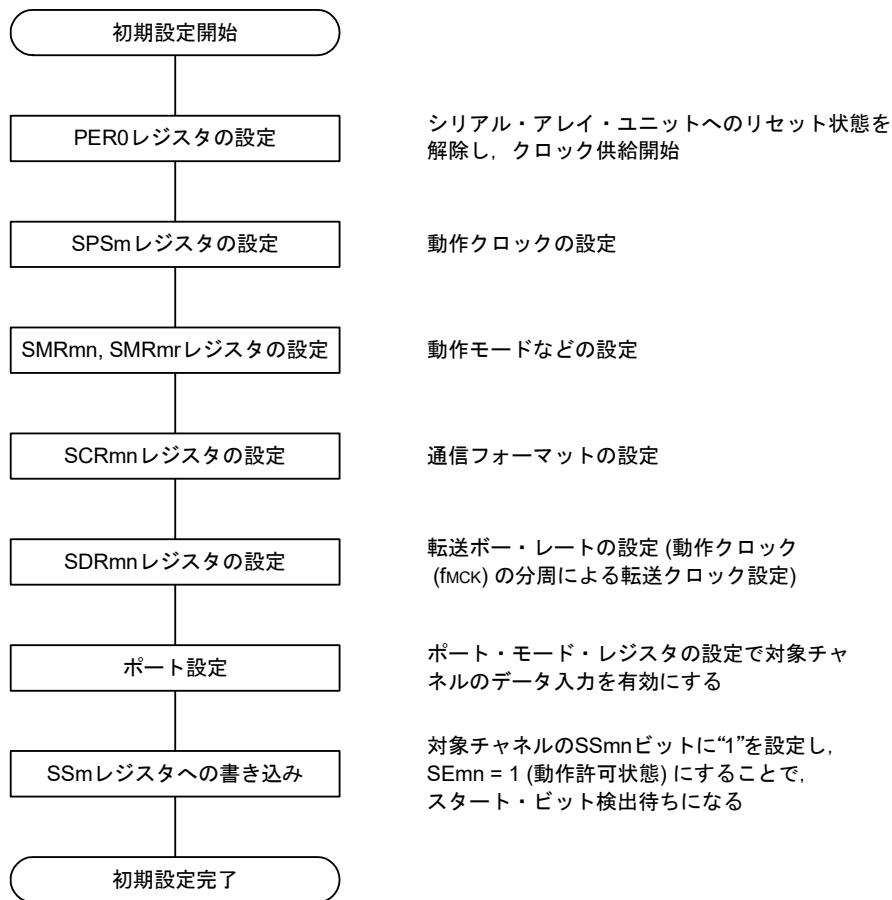 初期設定開始
PER0レジスタの設定
シリアル・アレイ・ユニットへのリセット状態を
解除し，クロック供給開始
SPSmレジスタの設定
動作クロックの設定
SMRmn, SMRmrレジスタの設定
動作モードなどの設定
SCRmnレジスタの設定
通信フォーマットの設定
SDRmnレジスタの設定
転送ボー・レートの設定 (動作クロック
(fMCK) の分周による転送クロック設定)
ポート設定
ポート・モード・レジスタの設定で対象チャ
ネルのデータ入力を有効にする
SSmレジスタへの書き込み
対象チャネルのSSmnビットに“1”を設定し，
SEmn = 1 (動作許可状態) にすることで，
スタート・ビット検出待ちになる
初期設定完了